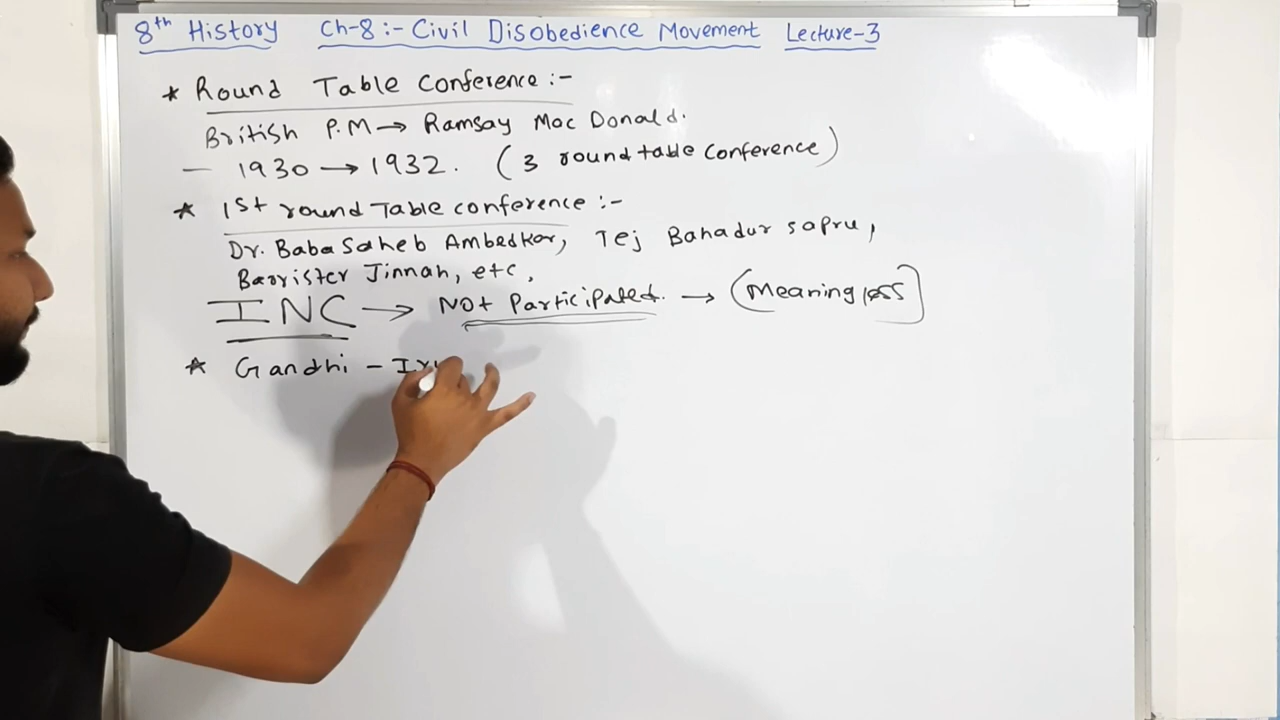 8th History Ch-8:- Civil Disobedience Movement Lecture-3
* Round Table Conference:-
British P.M → Ramsay Moc Donald.
— 1930 → 1932. (3 round table conference)
* 1st round Table conference :-
Dr. Baba Saheb Ambedkar, Tej Bahadur sapru,
Barrister Jinnah, etc,
INC → Not Participated. → (Meaningless]
* Gandhi -